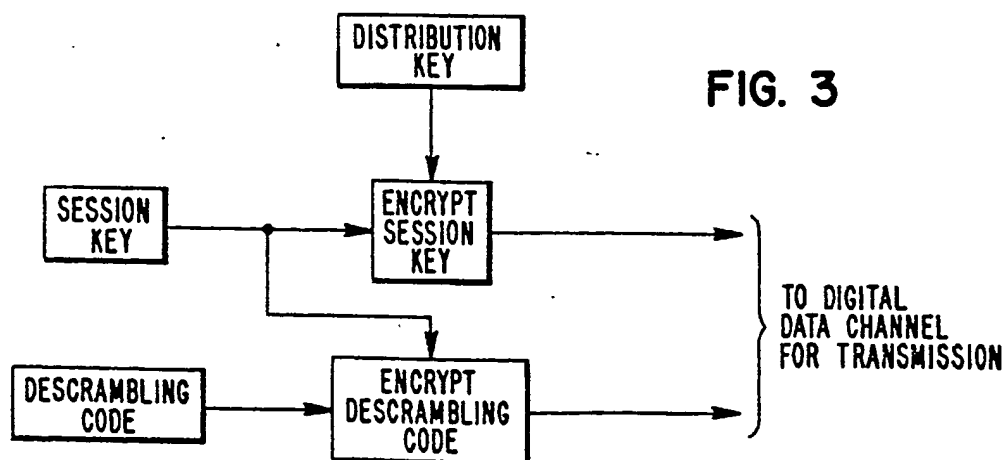 DISTRIBUTION
KEY
FIG. 3
SESSION
KEY
ENCRYPT
SESSION
KEY
TO DIGITAL
DATA CHANNEL
FOR TRANSMISSION
DESCRAMBLING
CODE
ENCRYPT
DESCRAMBLING
CODE